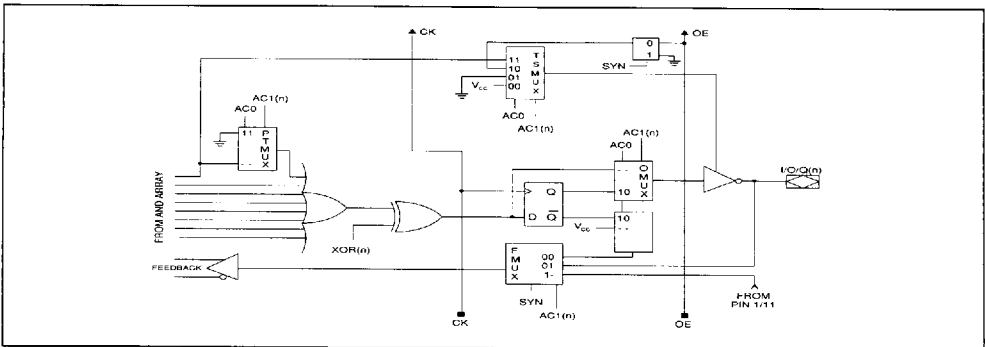 CK
OE
0
1
SYN
11
10
01
00
T
S
M
U
X
Vcc
AC0
AC1(n)
AC1(n)
AC0
11
P
T
M
U
X
AC1(n)
AC0
O
M
U
X
10
I/O/Q(n)
FROM AND ARRAY
Q
D
Q
10
Vcc
XOR(n)
F
M
U
X
00
01
1-
FEEDBACK
SYN
AC1(n)
FROM
PIN 1/11
CK
OE